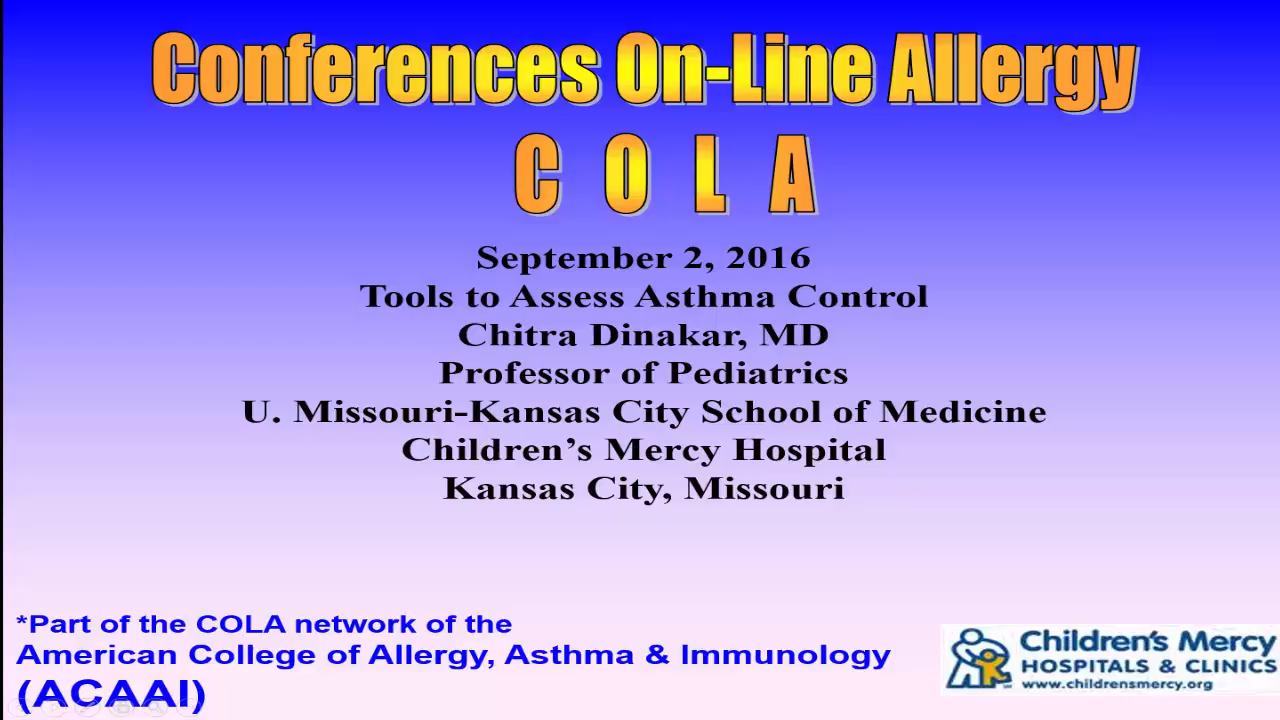 Conferences On-Line Allergy
C O L A
September 2, 2016
Tools to Assess Asthma Control
Chitra Dinakar, MD
Professor of Pediatrics
U. Missouri-Kansas City School of Medicine
Children’s Mercy Hospital
Kansas City, Missouri
*Part of the COLA network of the
American College of Allergy, Asthma & Immunology
(ACAAI)
Children's Mercy
HOSPITALS & CLINICS
www.childrensmercy.org